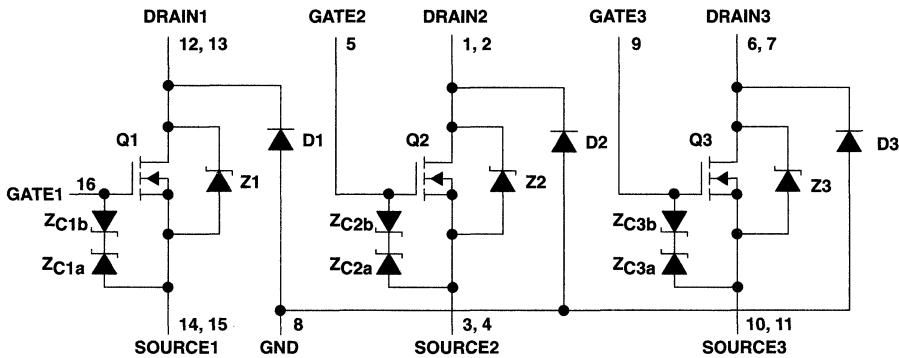 DRAIN1 GATE2 DRAIN2 GATE3 DRAIN3
12, 13 5 1, 2 9 6, 7
Q1 D1 Q2 D2 Q3 D3
GATE1 16 Z1 Z2 Z3
ZC1b ZC2b ZC3b
ZC1a ZC2a ZC3a
14, 15 8 3, 4 10, 11
SOURCE1 GND SOURCE2 SOURCE3